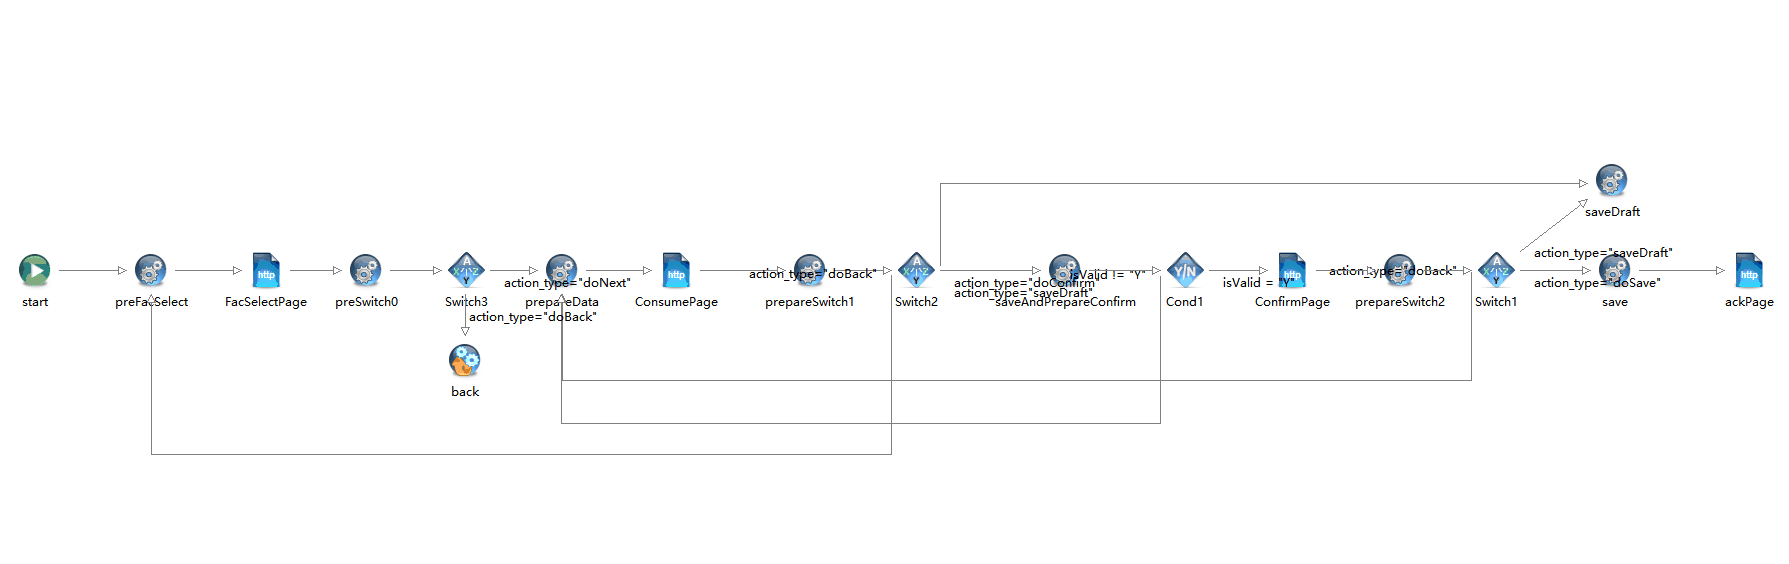 saveDraft
action_type="saveDraft"
http
http
http
http
A
X Y Z
A
X Y Z
Y/N
A
X Y Z
action_type="doBack"
isValid != "Y"
action_type="doBack"
action_type="doNext"
action_type="doConfirm"
action_type="saveDraft"
isValid = "Y"
action_type="doSave"
start
preFacSelect
FacSelectPage
preSwitch0
Switch3
prepareData
ConsumePage
prepareSwitch1
Switch2
saveAndPrepareConfirm
Cond1
ConfirmPage
prepareSwitch2
Switch1
save
ackPage
action_type="doBack"
back